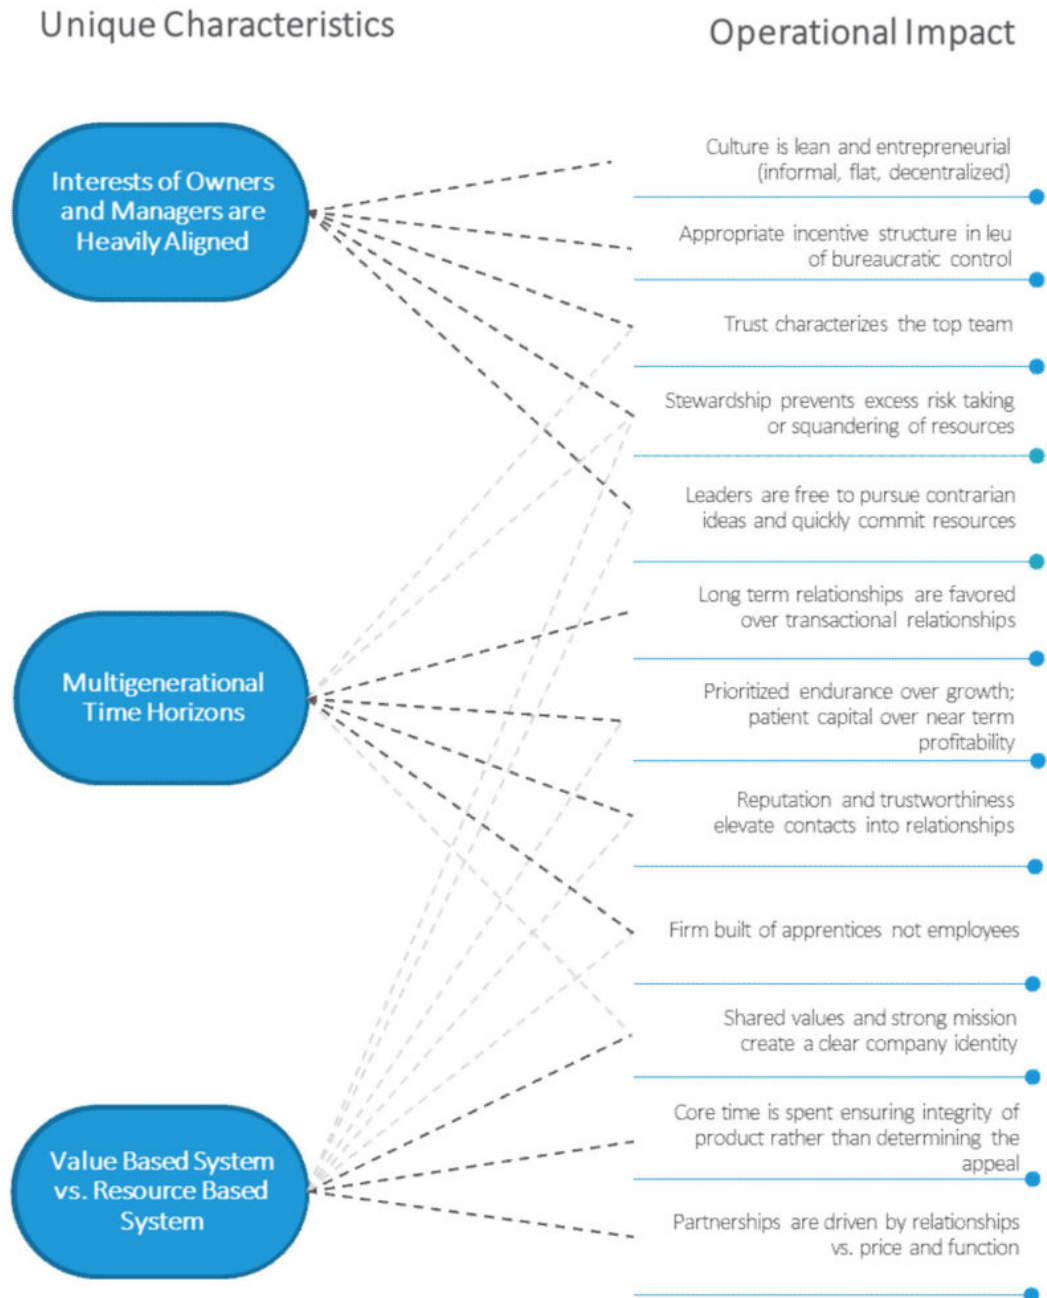 Unique Characteristics
Operational Impact
Interests of Owners
and Managers are
Heavily Aligned
Culture is lean and entrepreneurial
(informal, flat, decentralized)
Appropriate incentive structure in leu
of bureaucratic control
Trust characterizes the top team
Stewardship prevents excess risk taking
or squandering of resources
Leaders are free to pursue contrarian
ideas and quickly commit resources
Multigenerational
Time Horizons
Long term relationships are favored
over transactional relationships
Prioritized endurance over growth;
patient capital over near term
profitability
Reputation and trustworthiness
elevate contacts into relationships
Firm built of apprentices not employees
Value Based System
vs. Resource Based
System
Shared values and strong mission
create a clear company identity
Core time is spent ensuring integrity of
product rather than determining the
appeal
Partnerships are driven by relationships
vs. price and function